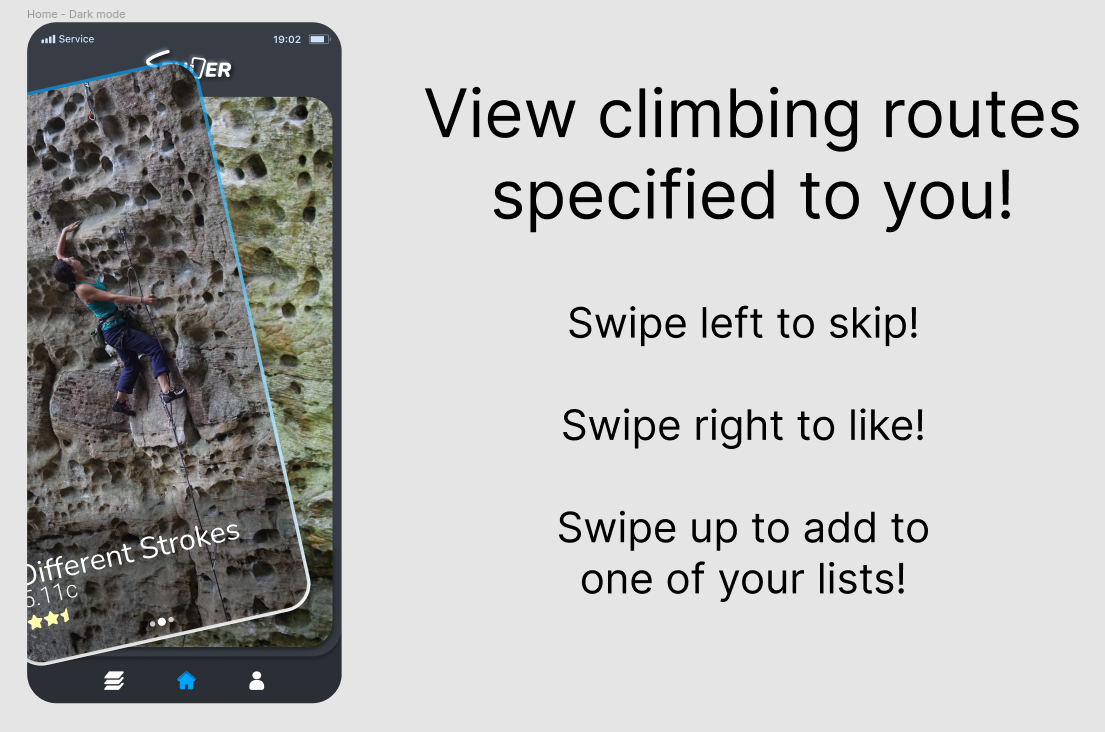 Home - Dark mode
Service
19:02
View climbing routes
specified to you!
Swipe left to skip!
Swipe right to like!
Swipe up to add to
one of your lists!
Different Strokes
5.11c